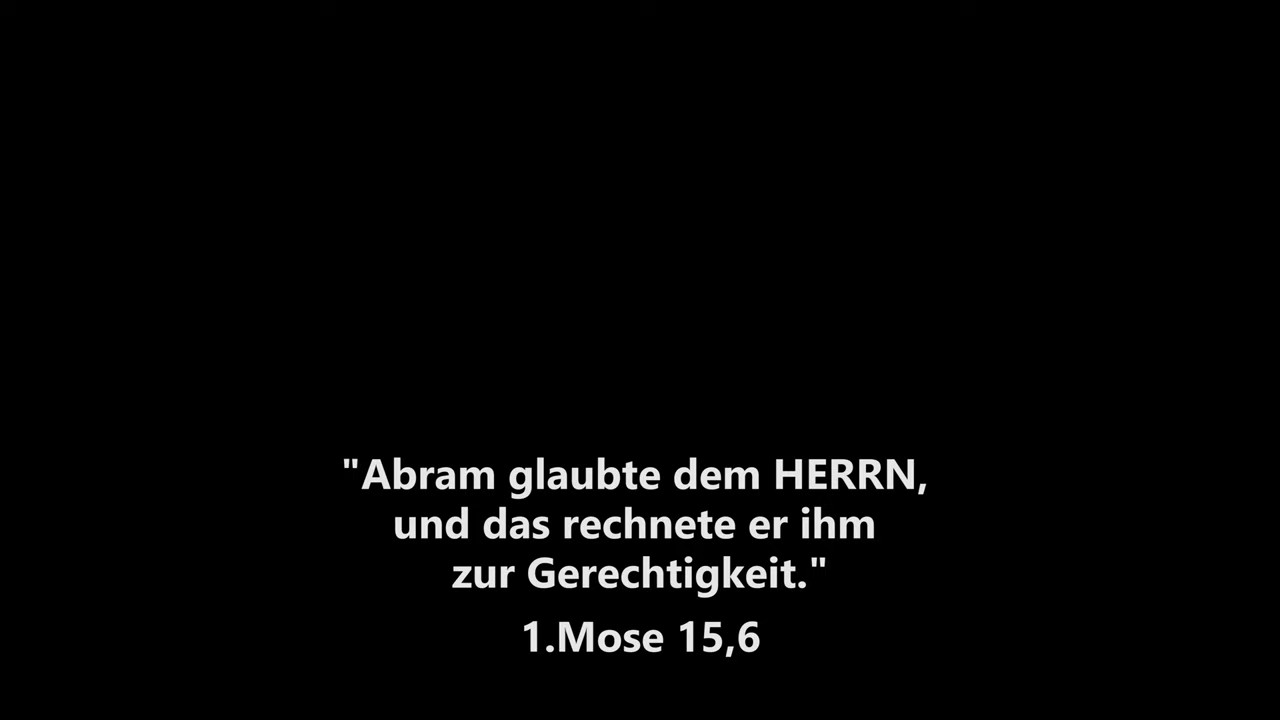 "Abram glaubte dem HERRN,
und das rechnete er ihm
zur Gerechtigkeit."
1.Mose 15,6